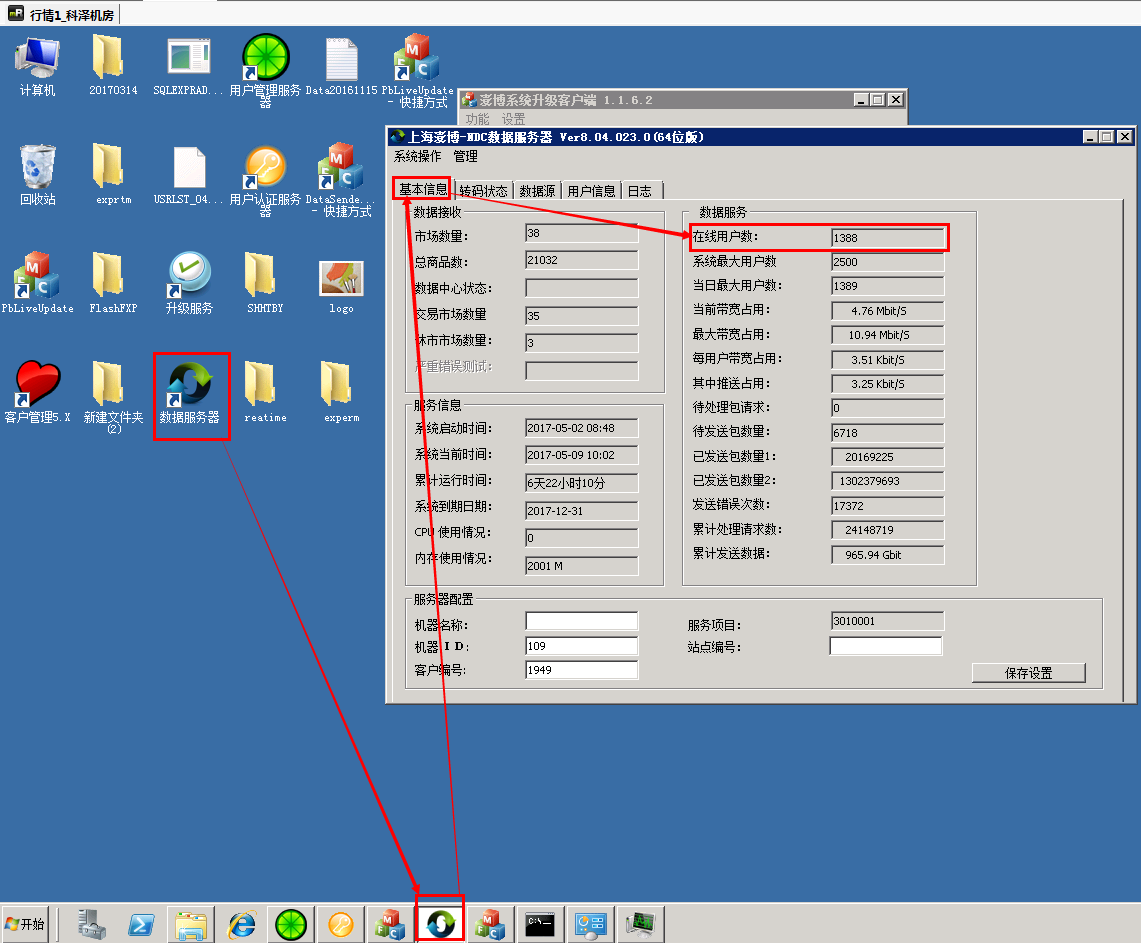 行情1_科泽机房
计算机
20170314
SQLEXPRAD...
用户管理服务器
Data20161115
PbLiveUpdate - 快捷方式
回收站
exprtm
USRLST_04...
用户认证服务器
DataSende... - 快捷方式
PbLiveUpdate
FlashFXP
升级服务
SHHTBY
logo
客户管理5.X
新建文件夹 (2)
数据服务器
reatime
experm
澎博系统升级客户端 1.1.6.2
功能 设置
上海澎博-NDC数据服务器 Ver8.04.023.0(64位版)
系统操作 管理
基本信息 转码状态 数据源 用户信息 日志
数据接收
市场数量: 38
总商品数: 21032
数据中心状态:
交易市场数量 35
休市市场数量: 3
严重错误测试:
服务信息
系统启动时间: 2017-05-02 08:48
系统当前时间: 2017-05-09 10:02
累计运行时间: 6天22小时10分
系统到期日期: 2017-12-31
CPU 使用情况: 0
内存使用情况: 2001 M
数据服务
在线用户数: 1388
系统最大用户数 2500
当日最大用户数: 1389
当前带宽占用: 4.76 Mbit/S
最大带宽占用: 10.94 Mbit/S
每用户带宽占用: 3.51 Kbit/S
其中推送占用: 3.25 Kbit/S
待处理包请求: 0
待发送包数量: 6718
已发送包数量1: 20169225
已发送包数量2: 1302379693
发送错误次数: 17372
累计处理请求数: 24148719
累计发送数据: 965.94 Gbit
服务器配置
机器名称:
机器ID: 109
客户编号: 1949
服务项目: 3010001
站点编号:
保存设置
开始